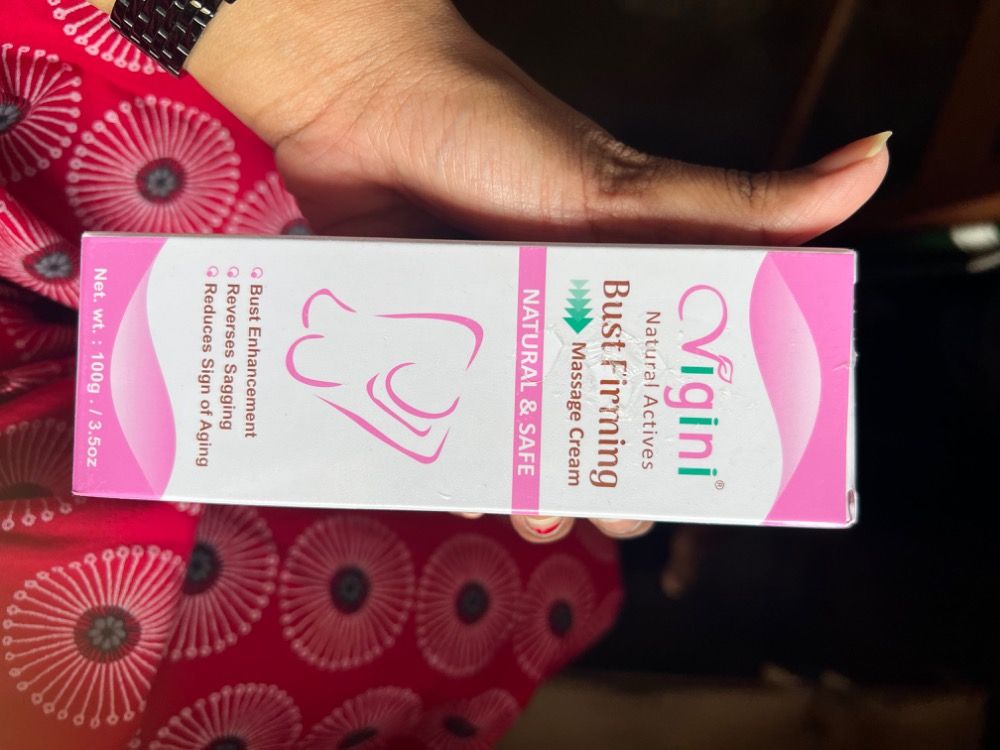 Vigini®
Natural Actives
Bust Firming
Massage Cream
NATURAL & SAFE
Bust Enhancement
Reverses Sagging
Reduces Sign of Aging
Net. wt. : 100g. / 3.5oz